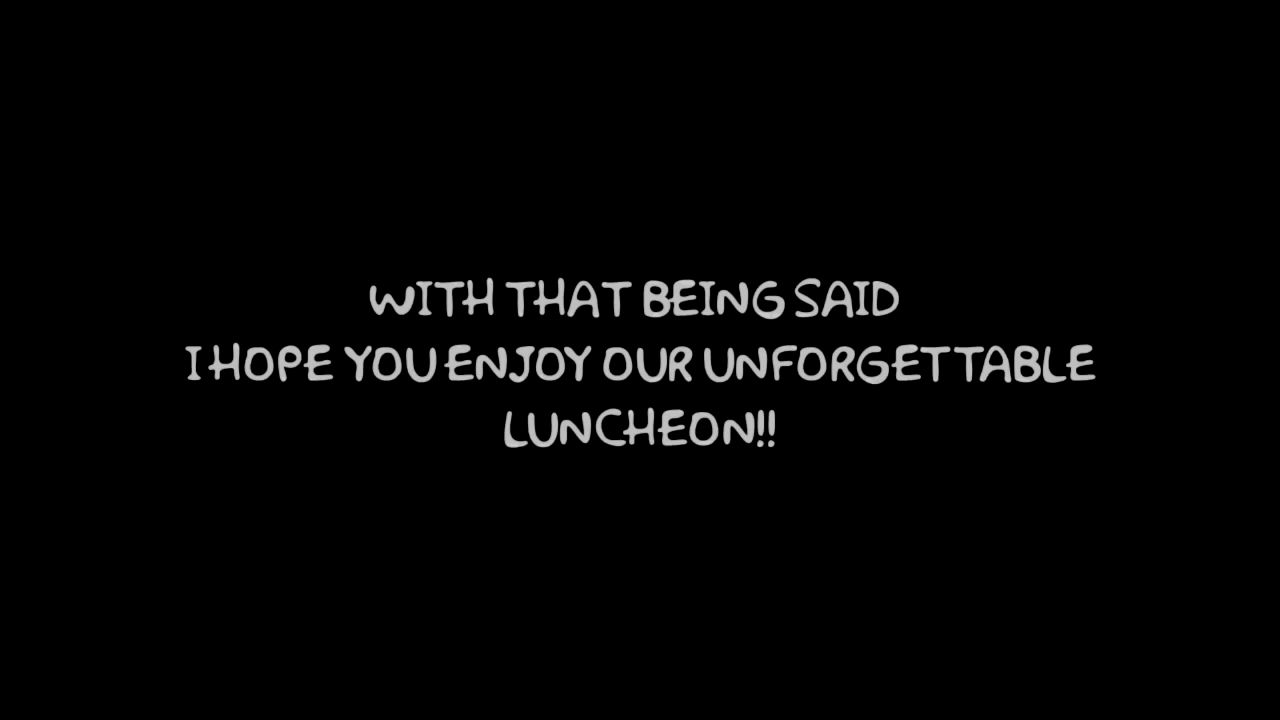 WITH THAT BEING SAID
I HOPE YOU ENJOY OUR UNFORGETTABLE
LUNCHEON!!